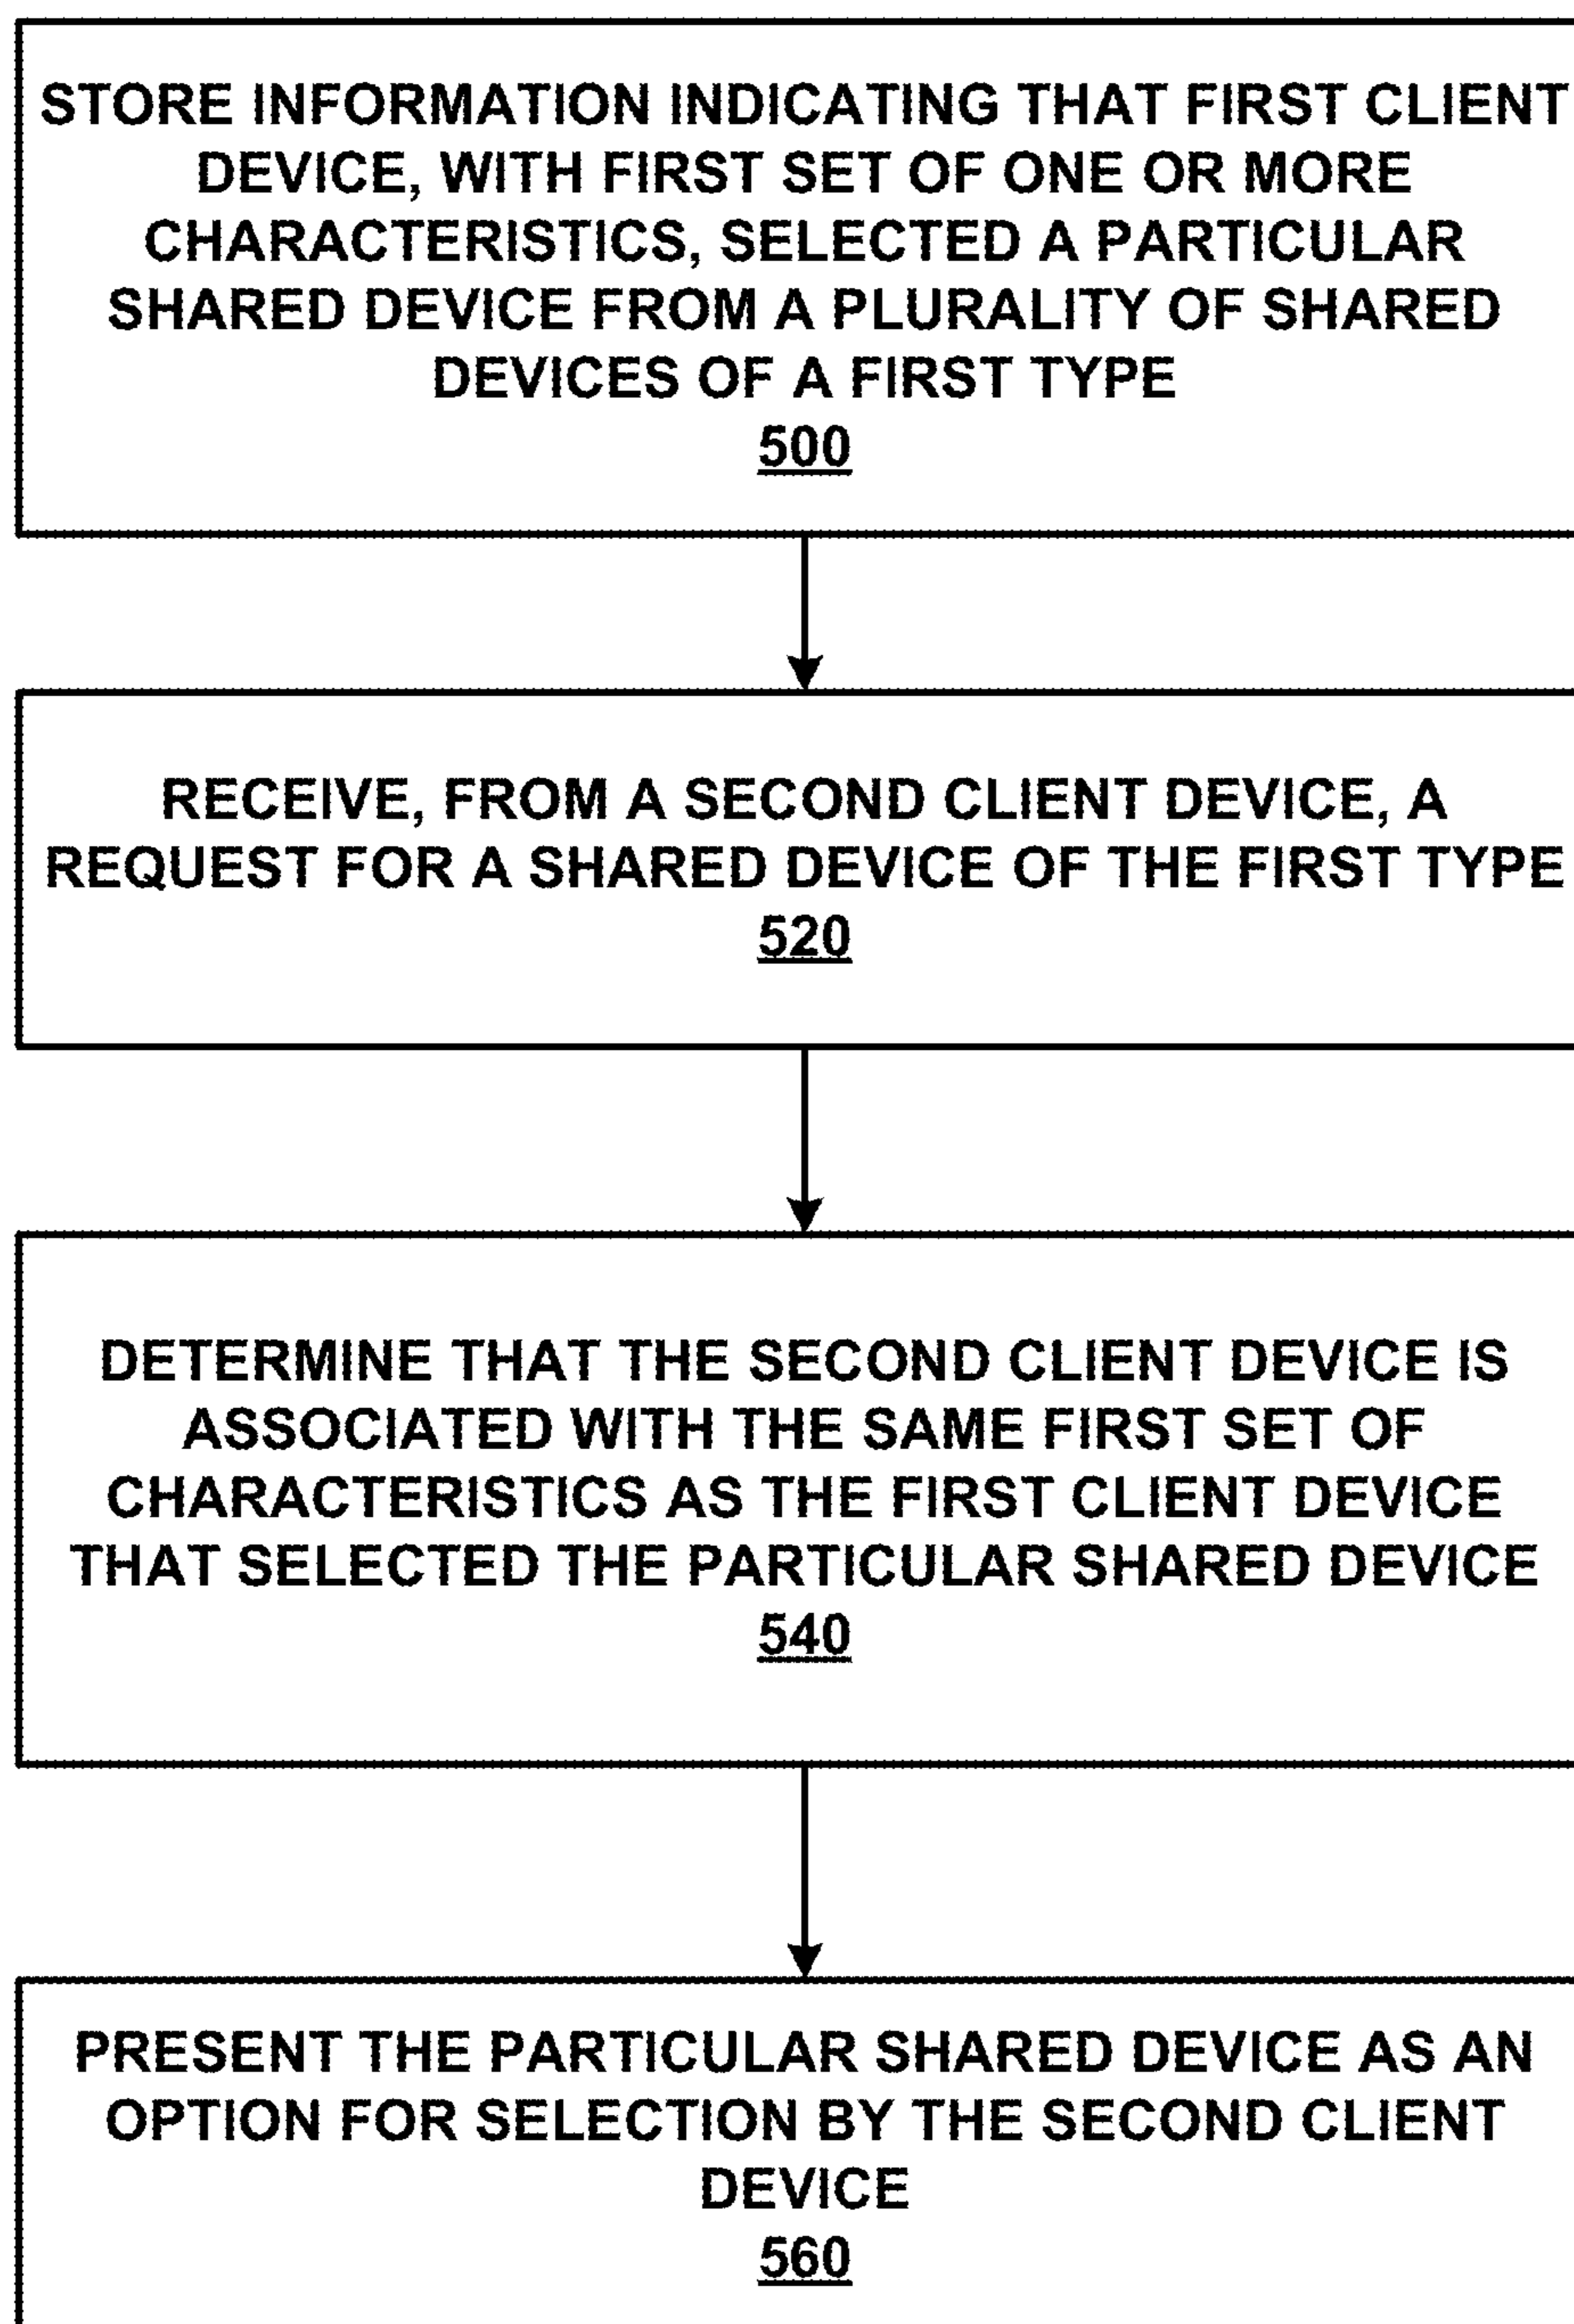 STORE INFORMATION INDICATING THAT FIRST CLIENT
DEVICE, WITH FIRST SET OF ONE OR MORE
CHARACTERISTICS, SELECTED A PARTICULAR
SHARED DEVICE FROM A PLURALITY OF SHARED
DEVICES OF A FIRST TYPE
500
RECEIVE, FROM A SECOND CLIENT DEVICE, A
REQUEST FOR A SHARED DEVICE OF THE FIRST TYPE
520
DETERMINE THAT THE SECOND CLIENT DEVICE IS
ASSOCIATED WITH THE SAME FIRST SET OF
CHARACTERISTICS AS THE FIRST CLIENT DEVICE
THAT SELECTED THE PARTICULAR SHARED DEVICE
540
PRESENT THE PARTICULAR SHARED DEVICE AS AN
OPTION FOR SELECTION BY THE SECOND CLIENT
DEVICE
560